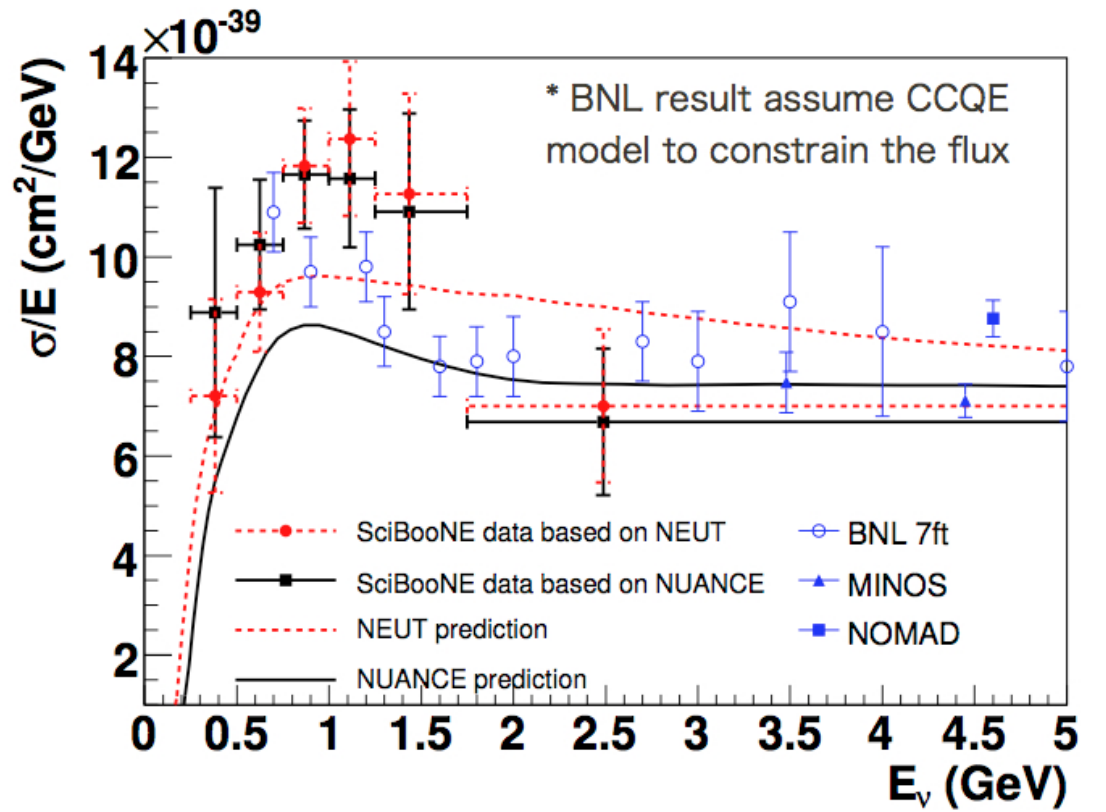 ×10⁻³⁹
σ/E (cm²/GeV)
14
12
10
8
6
4
2
* BNL result assume CCQE
model to constrain the flux
SciBooNE data based on NEUT
SciBooNE data based on NUANCE
NEUT prediction
NUANCE prediction
BNL 7ft
MINOS
NOMAD
0 0.5 1 1.5 2 2.5 3 3.5 4 4.5 5
Eᵥ (GeV)